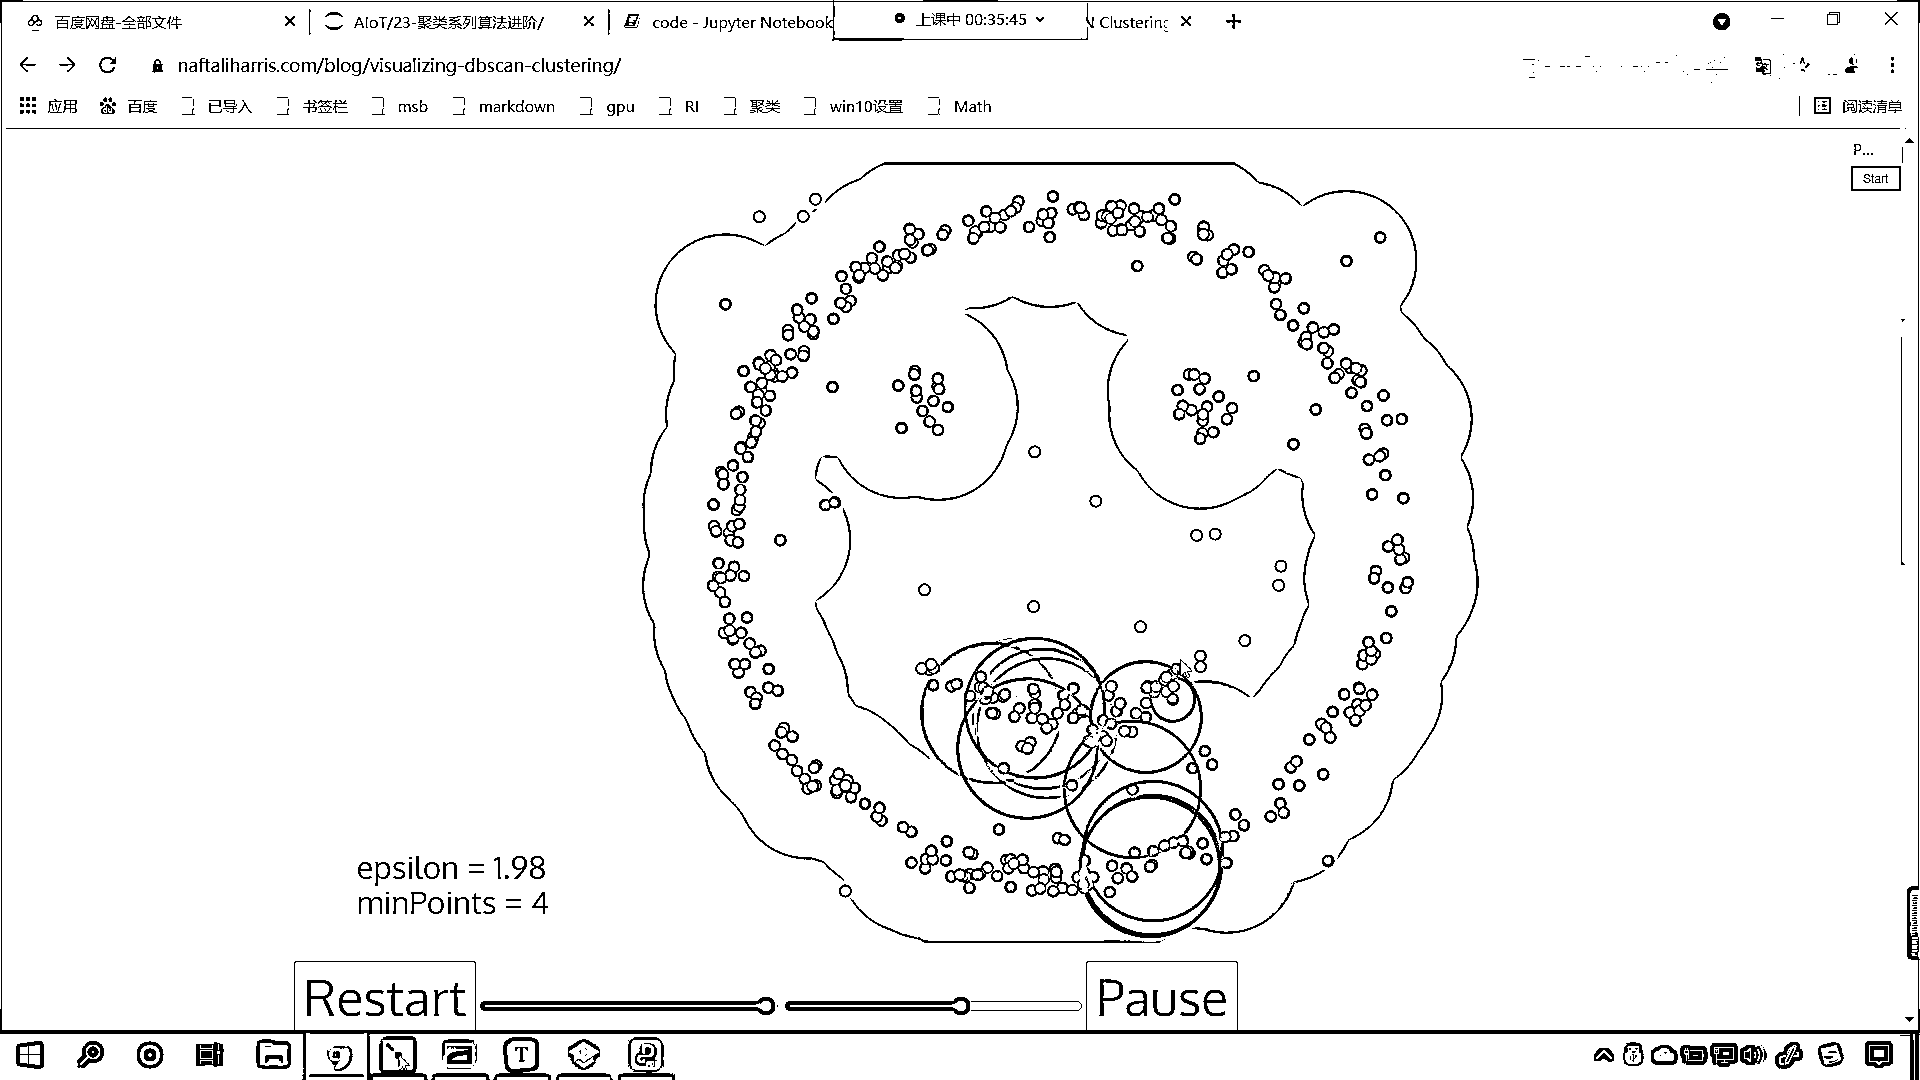 百度网盘-全部文件
AIoT/23-聚类系列算法进阶/
code - Jupyter Notebook
上课中 00:35:45
Clustering
naftaliharris.com/blog/visualizing-dbscan-clustering/
应用 百度 已导入 书签栏 msb markdown gpu RI 聚类 win10设置 Math 阅读清单
P...
Start
epsilon = 1.98
minPoints = 4
Restart
Pause